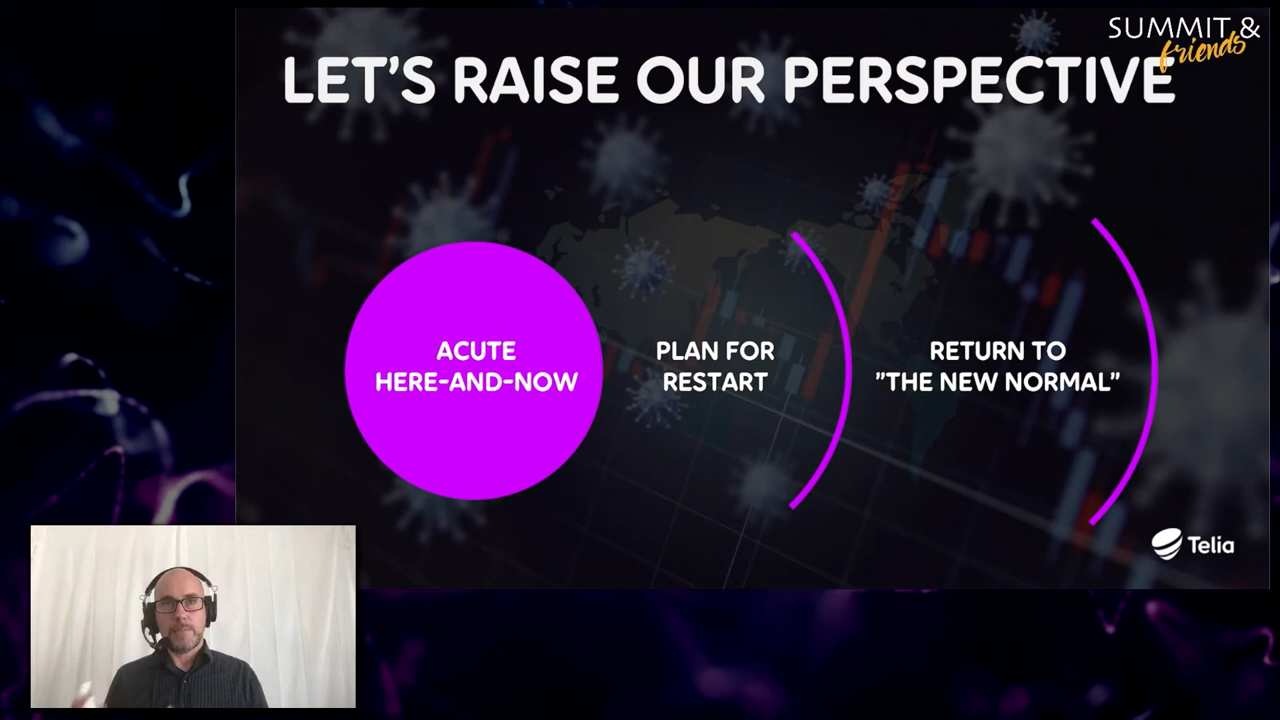 SUMMIT &
friends
LET'S RAISE OUR PERSPECTIVE
ACUTE
HERE-AND-NOW
PLAN FOR
RESTART
RETURN TO
"THE NEW NORMAL"
Telia